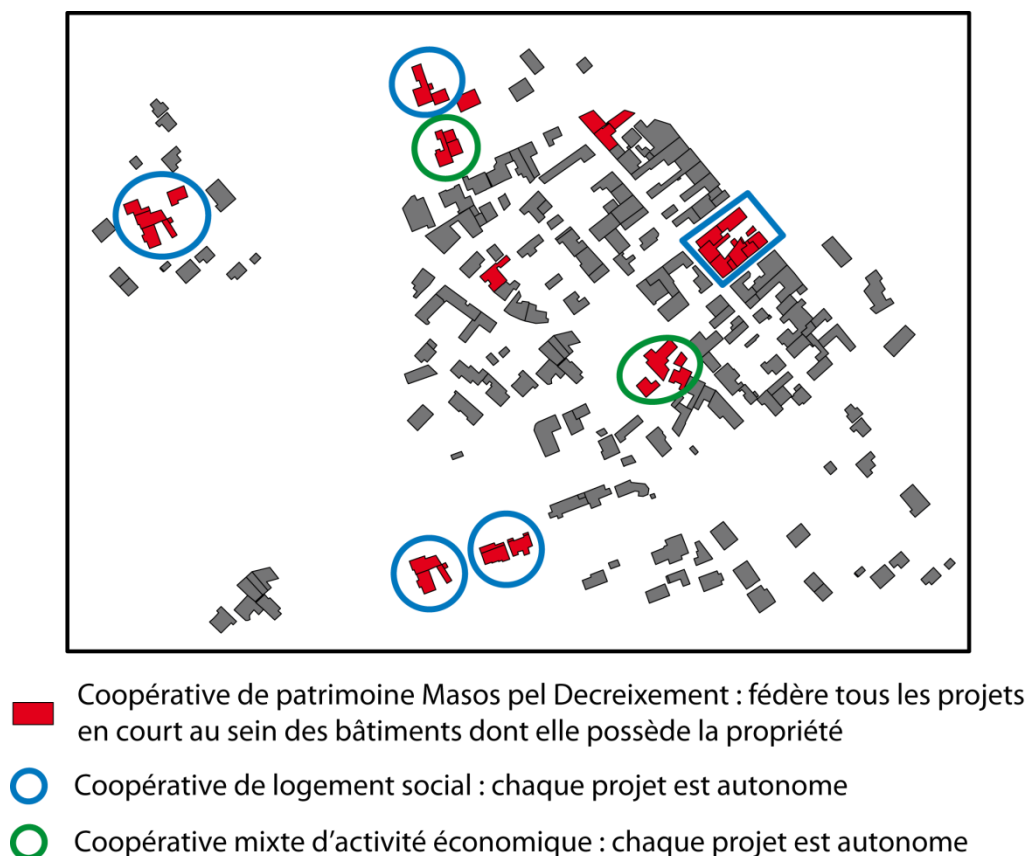 Coopérative de patrimoine Masos pel Decreixement : fédère tous les projets
en court au sein des bâtiments dont elle possède la propriété
Coopérative de logement social : chaque projet est autonome
Coopérative mixte d’activité économique : chaque projet est autonome